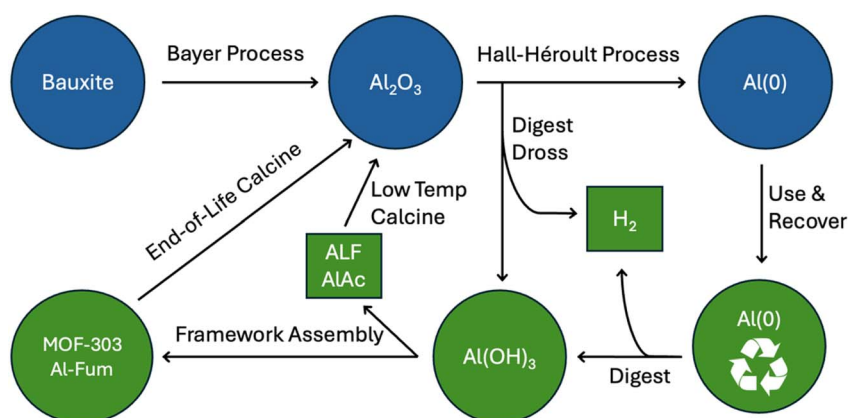 Bayer Process
Hall-Héroult Process
Bauxite
Al₂O₃
Al(0)
Digest
Dross
End-of-Life Calcine
Low Temp
Calcine
H₂
Use &
Recover
ALF
AlAc
MOF-303
Al-Fum
Framework Assembly
Al(OH)₃
Digest
Al(0)